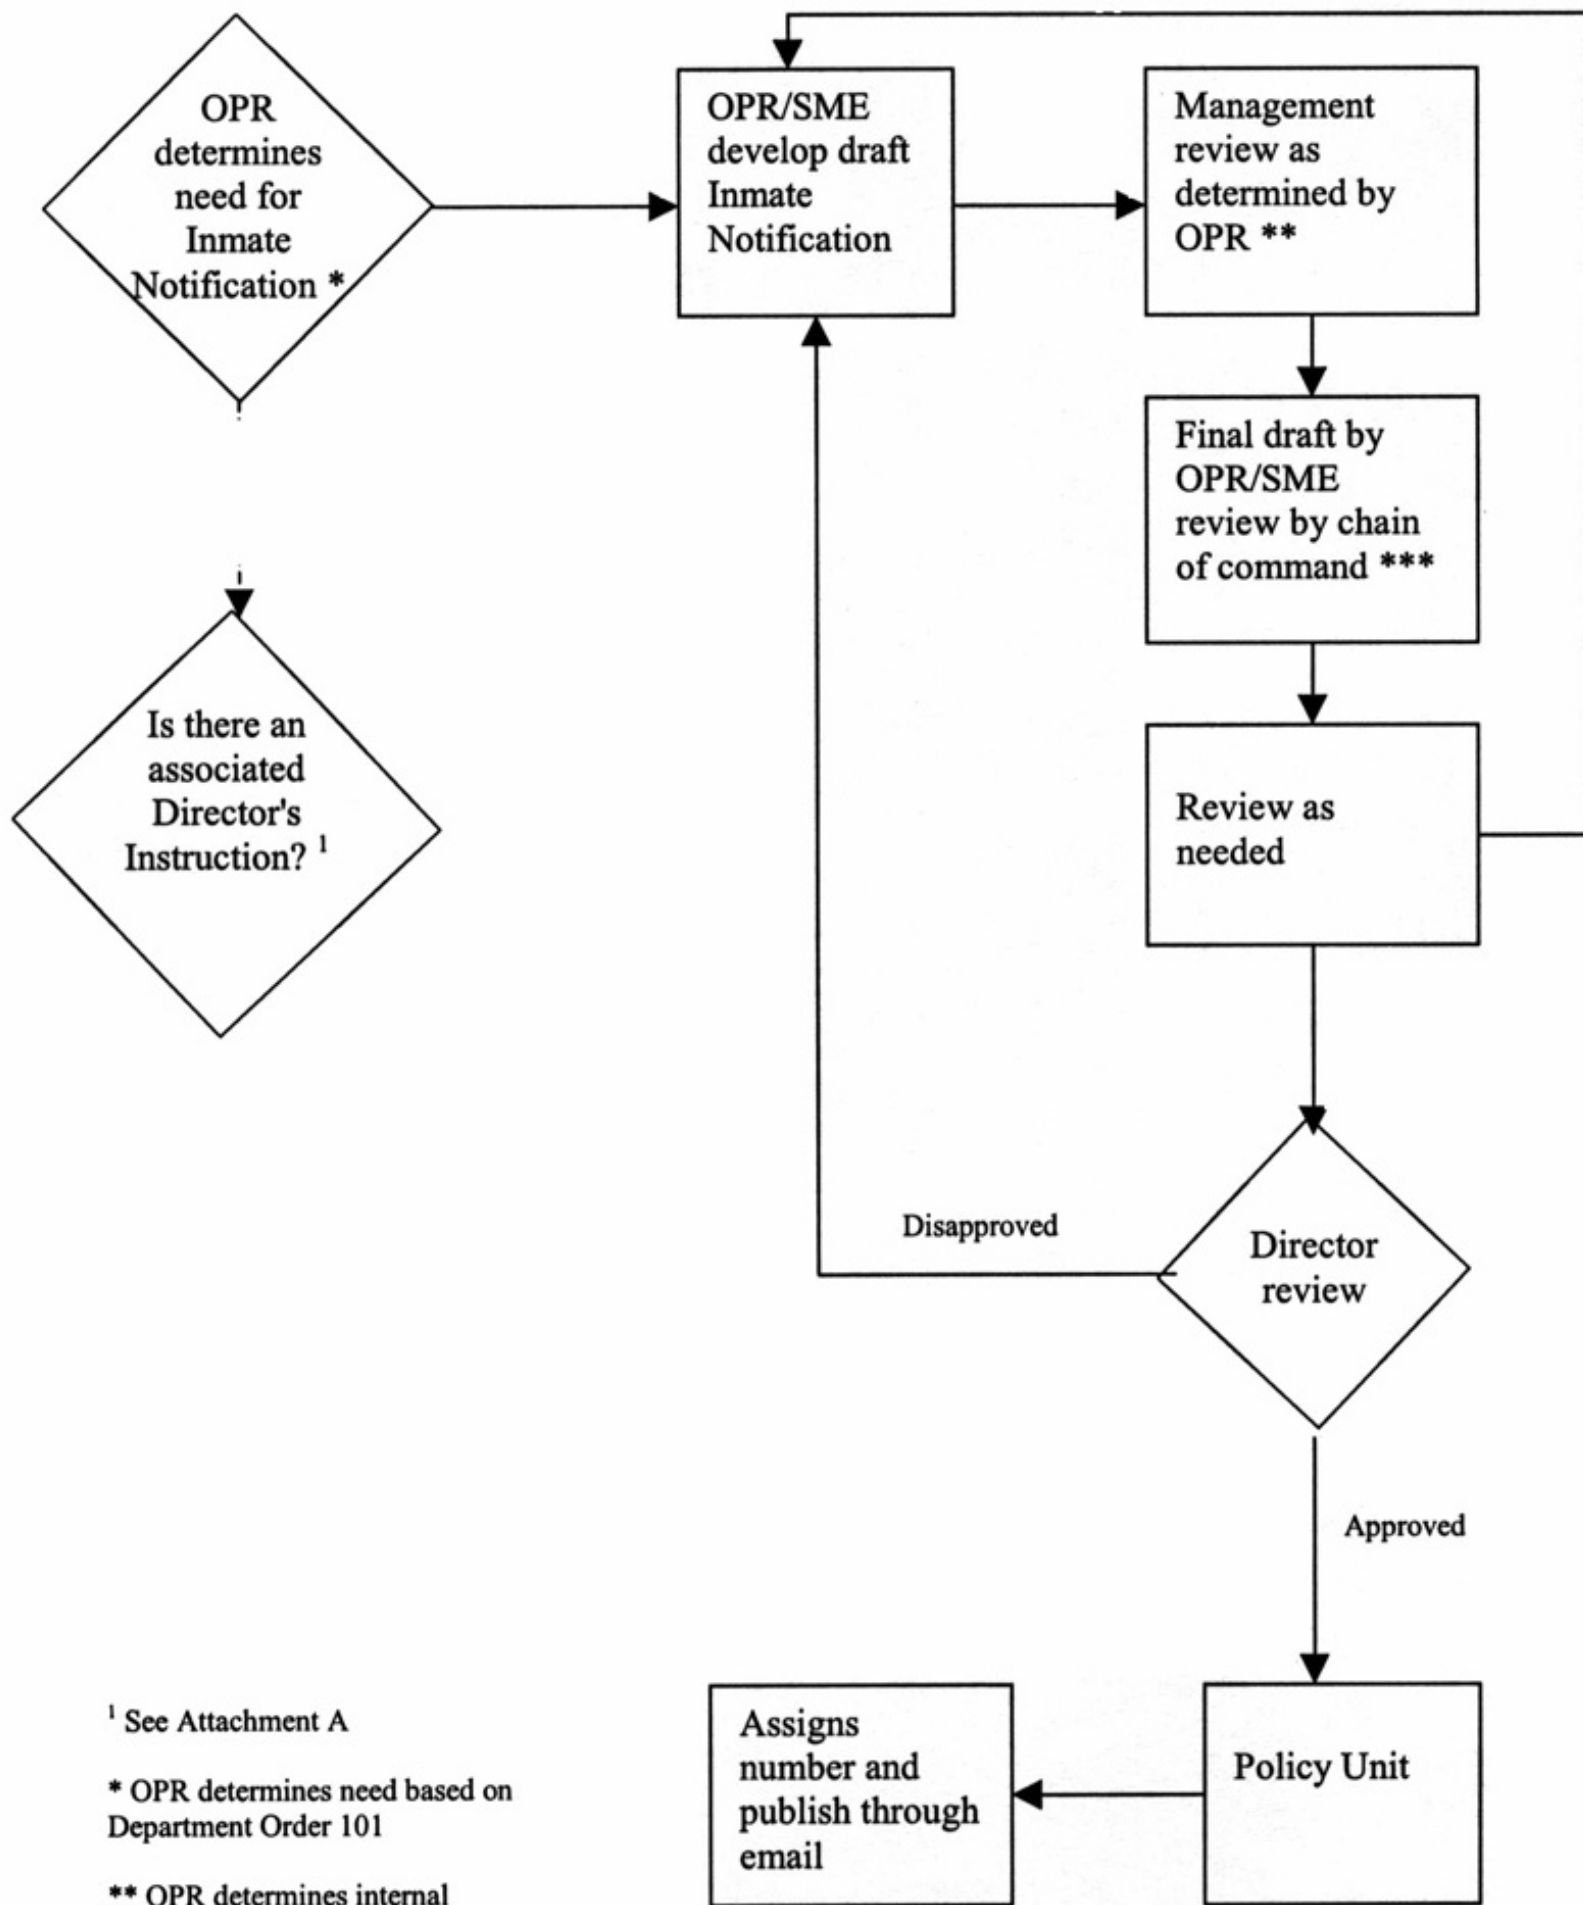 OPR
determines
need for
Inmate
Notification *
OPR/SME
develop draft
Inmate
Notification
Management
review as
determined by
OPR **
Final draft by
OPR/SME
review by chain
of command ***
Is there an
associated
Director's
Instruction? 1
Review as
needed
Disapproved
Director
review
Approved
Assigns
number and
publish through
email
Policy Unit
1 See Attachment A
* OPR determines need based on
Department Order 101
** OPR determines internal